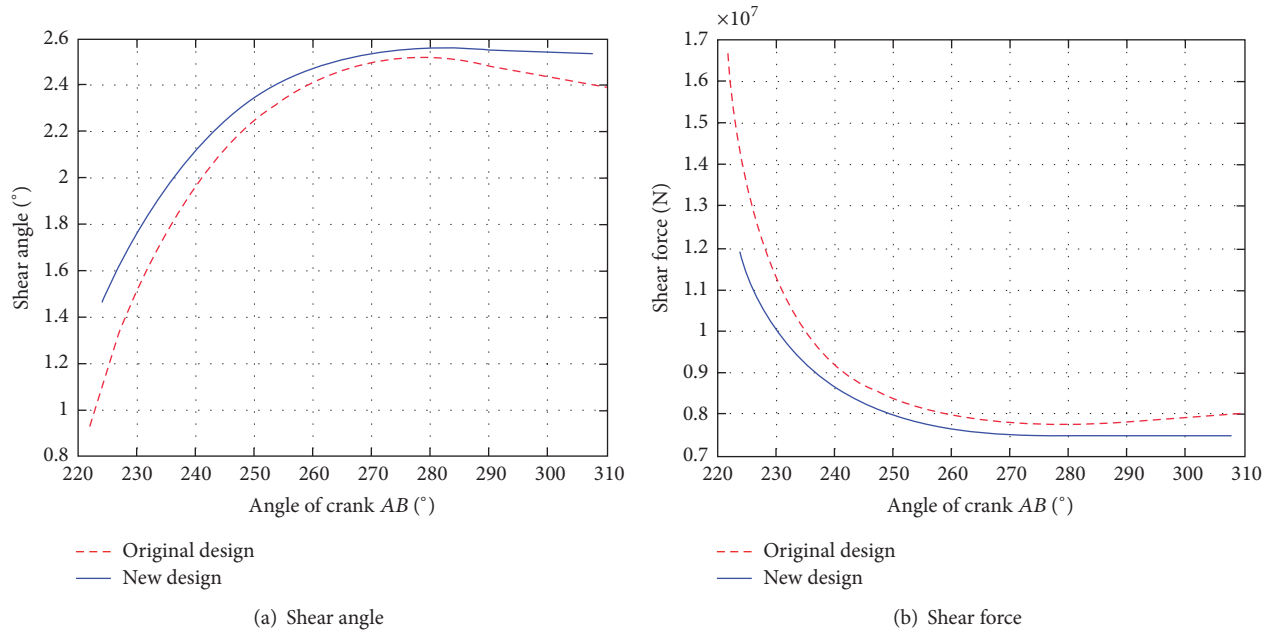 2.6
2.4
2.2
2
1.8
1.6
1.4
1.2
1
0.8
Shear angle (°)
220 230 240 250 260 270 280 290 300 310
Angle of crank AB (°)
Original design
New design
(a) Shear angle
×10⁷
1.7
1.6
1.5
1.4
1.3
1.2
1.1
1
0.9
0.8
0.7
Shear force (N)
220 230 240 250 260 270 280 290 300 310
Angle of crank AB (°)
Original design
New design
(b) Shear force